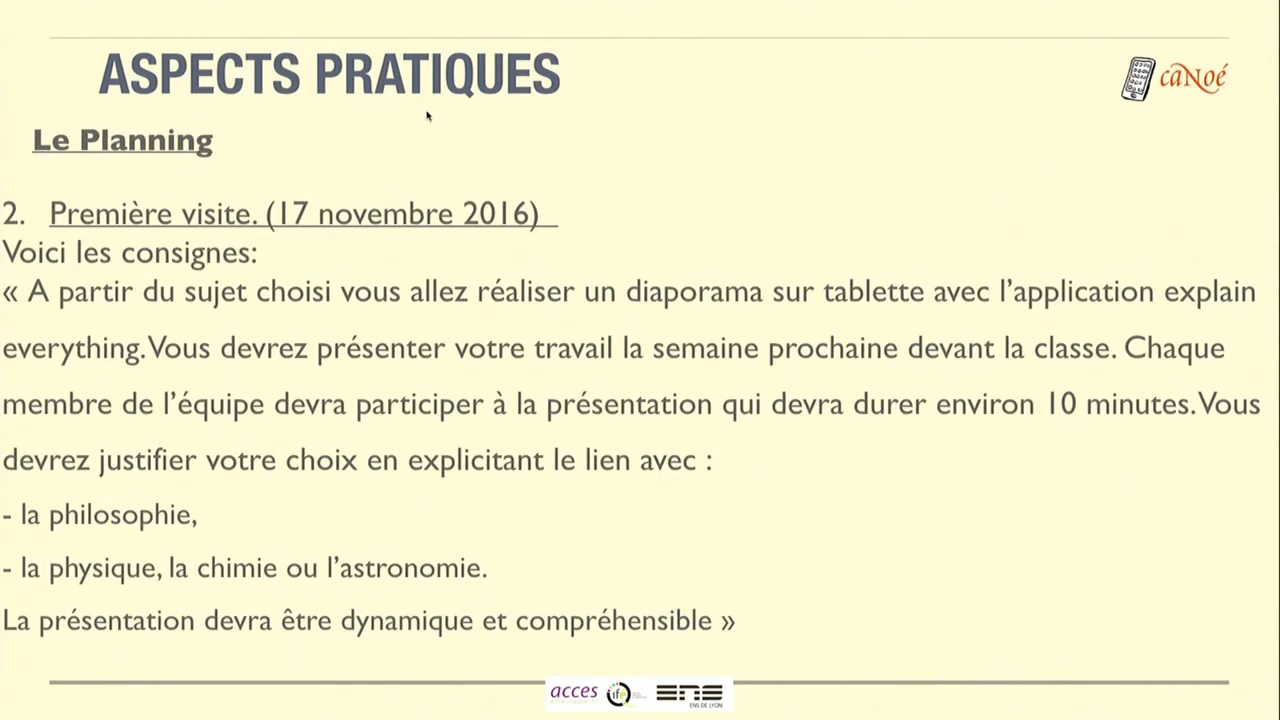 ASPECTS PRATIQUES
caNoé
Le Planning
2. Première visite. (17 novembre 2016)
Voici les consignes:
« A partir du sujet choisi vous allez réaliser un diaporama sur tablette avec l’application explain
everything. Vous devrez présenter votre travail la semaine prochaine devant la classe. Chaque
membre de l’équipe devra participer à la présentation qui devra durer environ 10 minutes. Vous
devrez justifier votre choix en explicitant le lien avec :
- la philosophie,
- la physique, la chimie ou l’astronomie.
La présentation devra être dynamique et compréhensible »
acces
ifé
ENS
ENS DE LYON